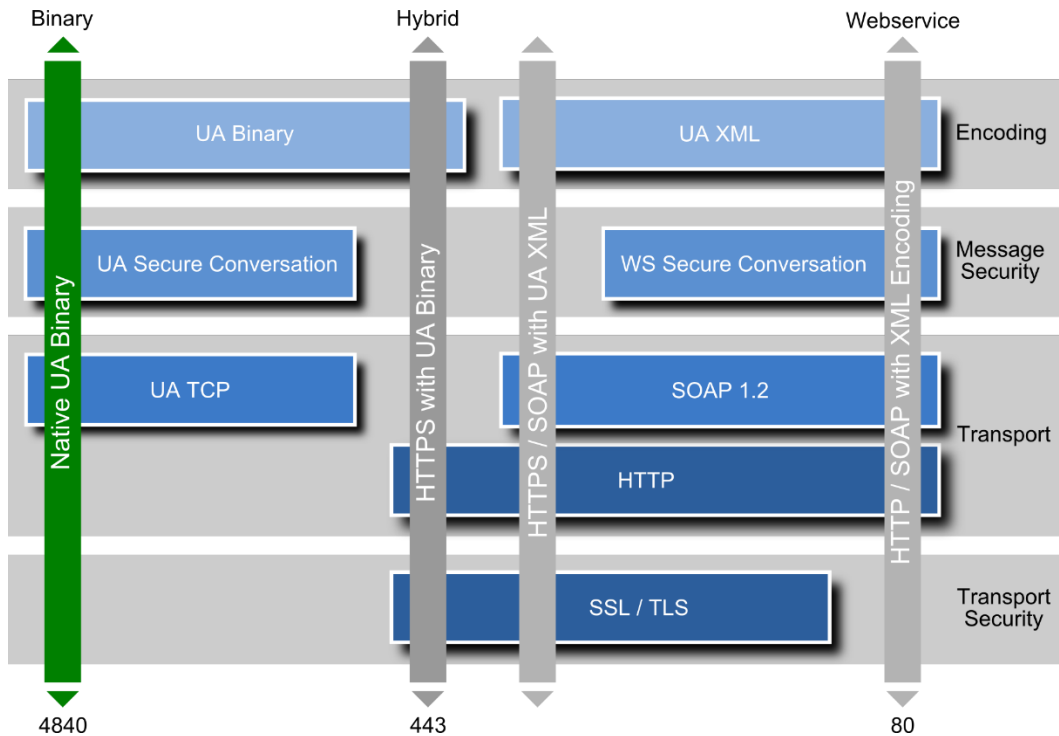 Binary
Hybrid
Webservice
UA Binary
UA XML
Encoding
UA Secure Conversation
WS Secure Conversation
Message
Security
UA TCP
SOAP 1.2
HTTP
Transport
SSL / TLS
Transport
Security
Native UA Binary
HTTPS with UA Binary
HTTPS / SOAP with UA XML
HTTP / SOAP with XML Encoding
4840
443
80